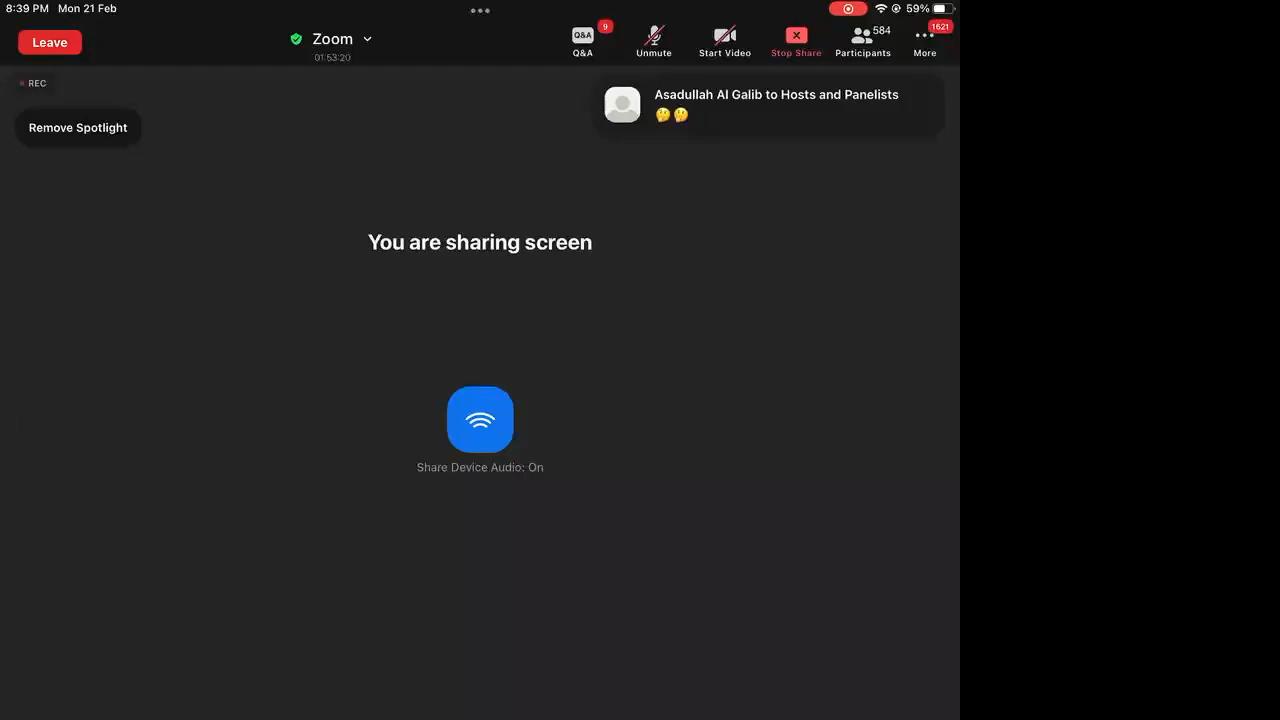 8:39 PM Mon 21 Feb
59%
Leave
Zoom
01:53:20
Q&A
9
Q&A
Unmute
Start Video
Stop Share
584
Participants
1621
More
REC
Remove Spotlight
Asadullah Al Galib to Hosts and Panelists
🤔🤔
You are sharing screen
Share Device Audio: On